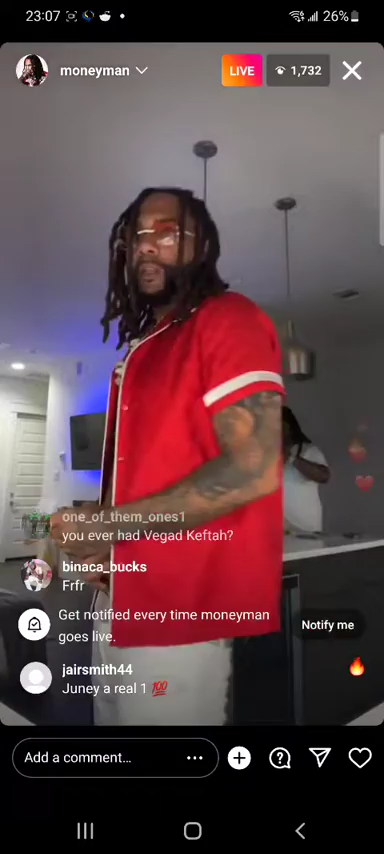 23:07
26%
moneyman
LIVE
1,732
one_of_them_ones1
you ever had Vegad Keftah?
binaca_bucks
Frfr
Get notified every time moneyman
goes live.
Notify me
jairsmith44
Juney a real 1 💯
Add a comment...